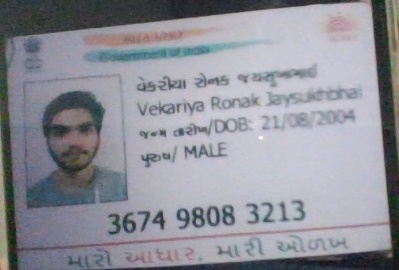 Government of India
વેકરીયા રોનક જયસુખભાઈ
Vekariya Ronak Jaysukhbhai
જન્મ તારીખ/DOB: 21/08/2004
પુરુષ/ MALE
3674 9808 3213
મારો આધાર, મારી ઓળખ